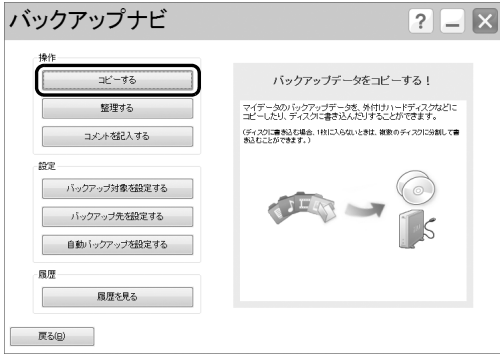 バックアップナビ
?
操作
コピーする
整理する
コメントを記入する
設定
バックアップ対象を設定する
バックアップ先を設定する
自動バックアップを設定する
履歴
履歴を見る
戻る(B)
バックアップデータをコピーする！
マイデータのバックアップデータを、外付けハードディスクなどに
コピーしたり、ディスクに書き込んだりすることができます。
(ディスクに書き込む場合、1枚に入らないときは、複数のディスクに分割して書
き込むことができます。)